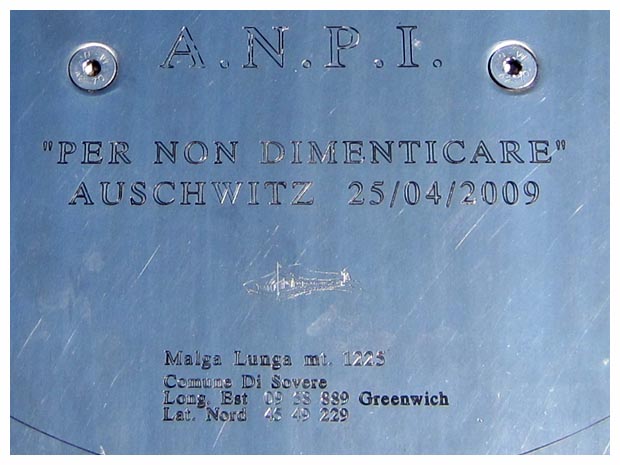 A.N.P.I.
"PER NON DIMENTICARE"
AUSCHWITZ 25/04/2009
Malga Lunga mt. 1225
Comune Di Sovere
Long. Est 09 58 889 Greenwich
Lat. Nord 45 49 229